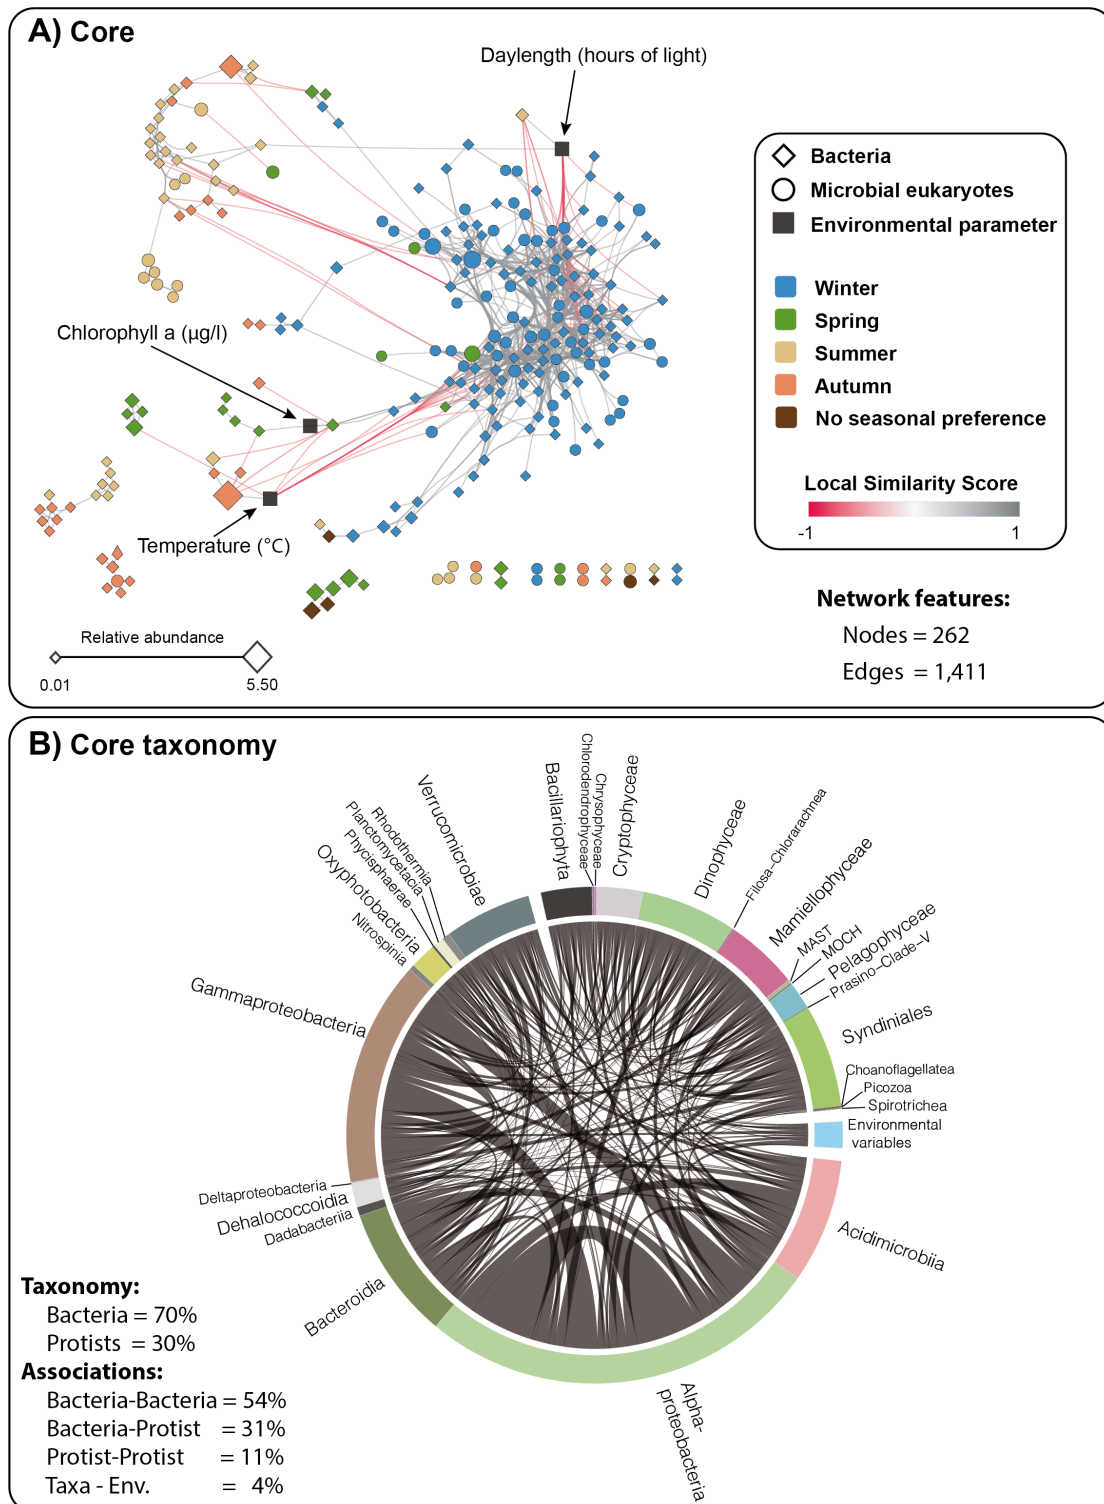 A) Core
Daylength (hours of light)
Bacteria
Microbial eukaryotes
Environmental parameter
Winter
Spring
Summer
Autumn
No seasonal preference
Local Similarity Score
-1
1
Chlorophyll a (µg/l)
Temperature (°C)
Relative abundance
0.01
5.50
Network features:
Nodes = 262
Edges = 1,411
B) Core taxonomy
Bacillariophyta
Chlorodendrophyceae
Chrysophyceae
Cryptophyceae
Dinophyceae
Filosa-Chlorarachnea
Mamiellophyceae
MAST
MOCH
Pelagophyceae
Prasino-Clade-V
Syndiniales
Choanoflagellatea
Picozoa
Spirotrichea
Environmental
variables
Acidimicrobiia
Alpha-
proteobacteria
Bacteroidia
Dadabacteriia
Dehalococcoidia
Deltaproteobacteria
Gammaproteobacteria
Nitrospinia
Oxyphotobacteria
Phycisphaerae
Planctomycetacia
Rhodothermia
Verrucomicrobiae
Taxonomy:
Bacteria = 70%
Protists = 30%
Associations:
Bacteria-Bacteria = 54%
Bacteria-Protist = 31%
Protist-Protist = 11%
Taxa - Env. = 4%